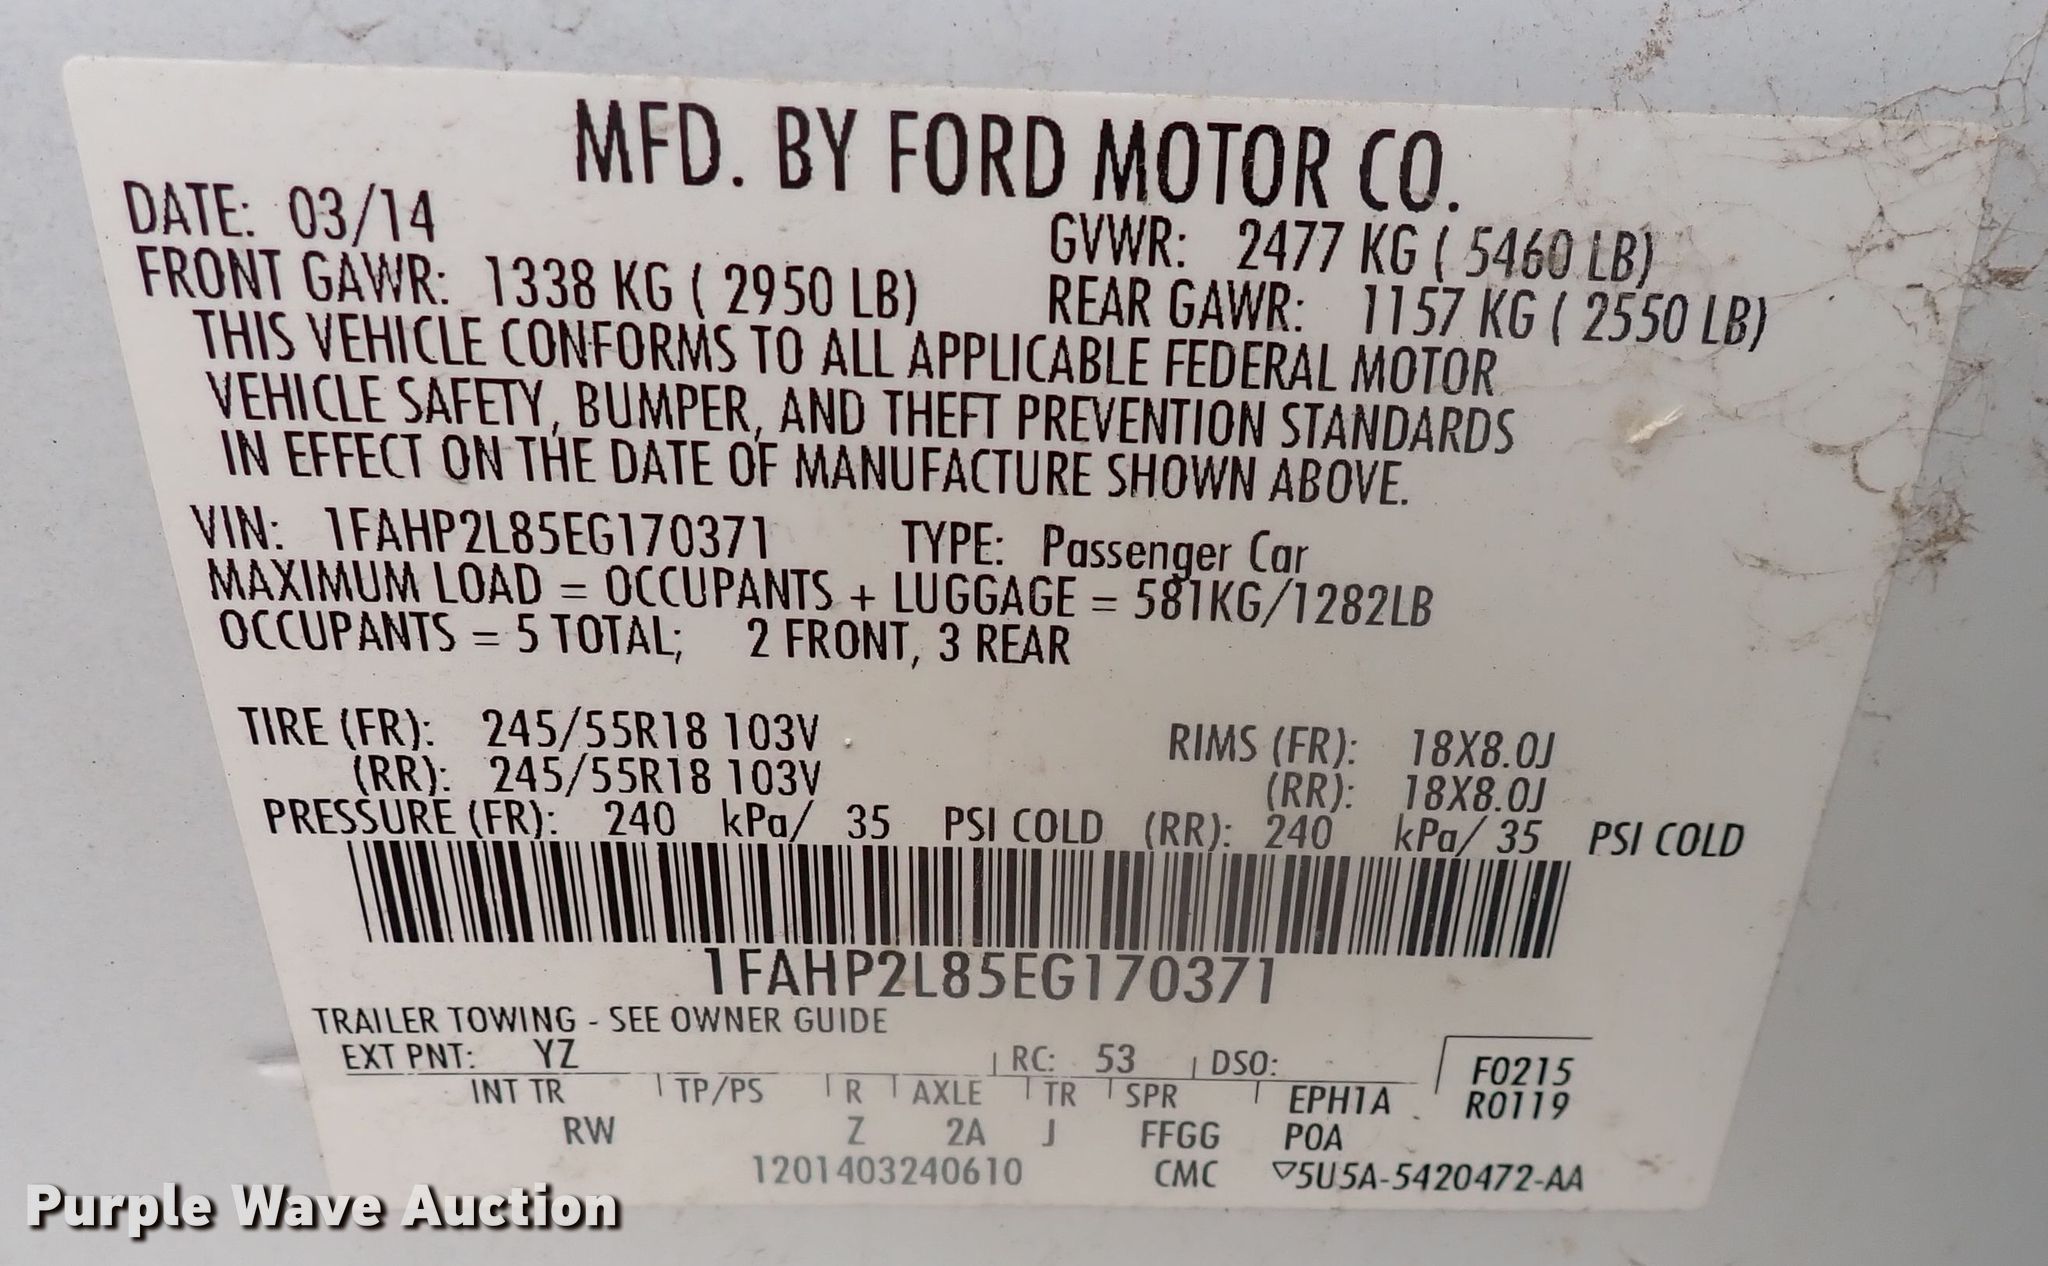 MFD. BY FORD MOTOR CO.
DATE: 03/14 GVWR: 2477 KG ( 5460 LB)
FRONT GAWR: 1338 KG ( 2950 LB) REAR GAWR: 1157 KG ( 2550 LB)
THIS VEHICLE CONFORMS TO ALL APPLICABLE FEDERAL MOTOR
VEHICLE SAFETY, BUMPER, AND THEFT PREVENTION STANDARDS
IN EFFECT ON THE DATE OF MANUFACTURE SHOWN ABOVE.
VIN: 1FAHP2L85EG170371 TYPE: Passenger Car
MAXIMUM LOAD = OCCUPANTS + LUGGAGE = 581KG/1282LB
OCCUPANTS = 5 TOTAL; 2 FRONT, 3 REAR
TIRE (FR): 245/55R18 103V RIMS (FR): 18X8.0J
(RR): 245/55R18 103V (RR): 18X8.0J
PRESSURE (FR): 240 kPa/ 35 PSI COLD (RR): 240 kPa/ 35 PSI COLD
1FAHP2L85EG170371
TRAILER TOWING - SEE OWNER GUIDE
EXT PNT: YZ RC: 53 DSO: F0215
INT TR TP/PS R AXLE TR SPR EPH1A R0119
RW Z 2A J FFGG POA
1201403240610 CMC ▽5U5A-5420472-AA
Purple Wave Auction